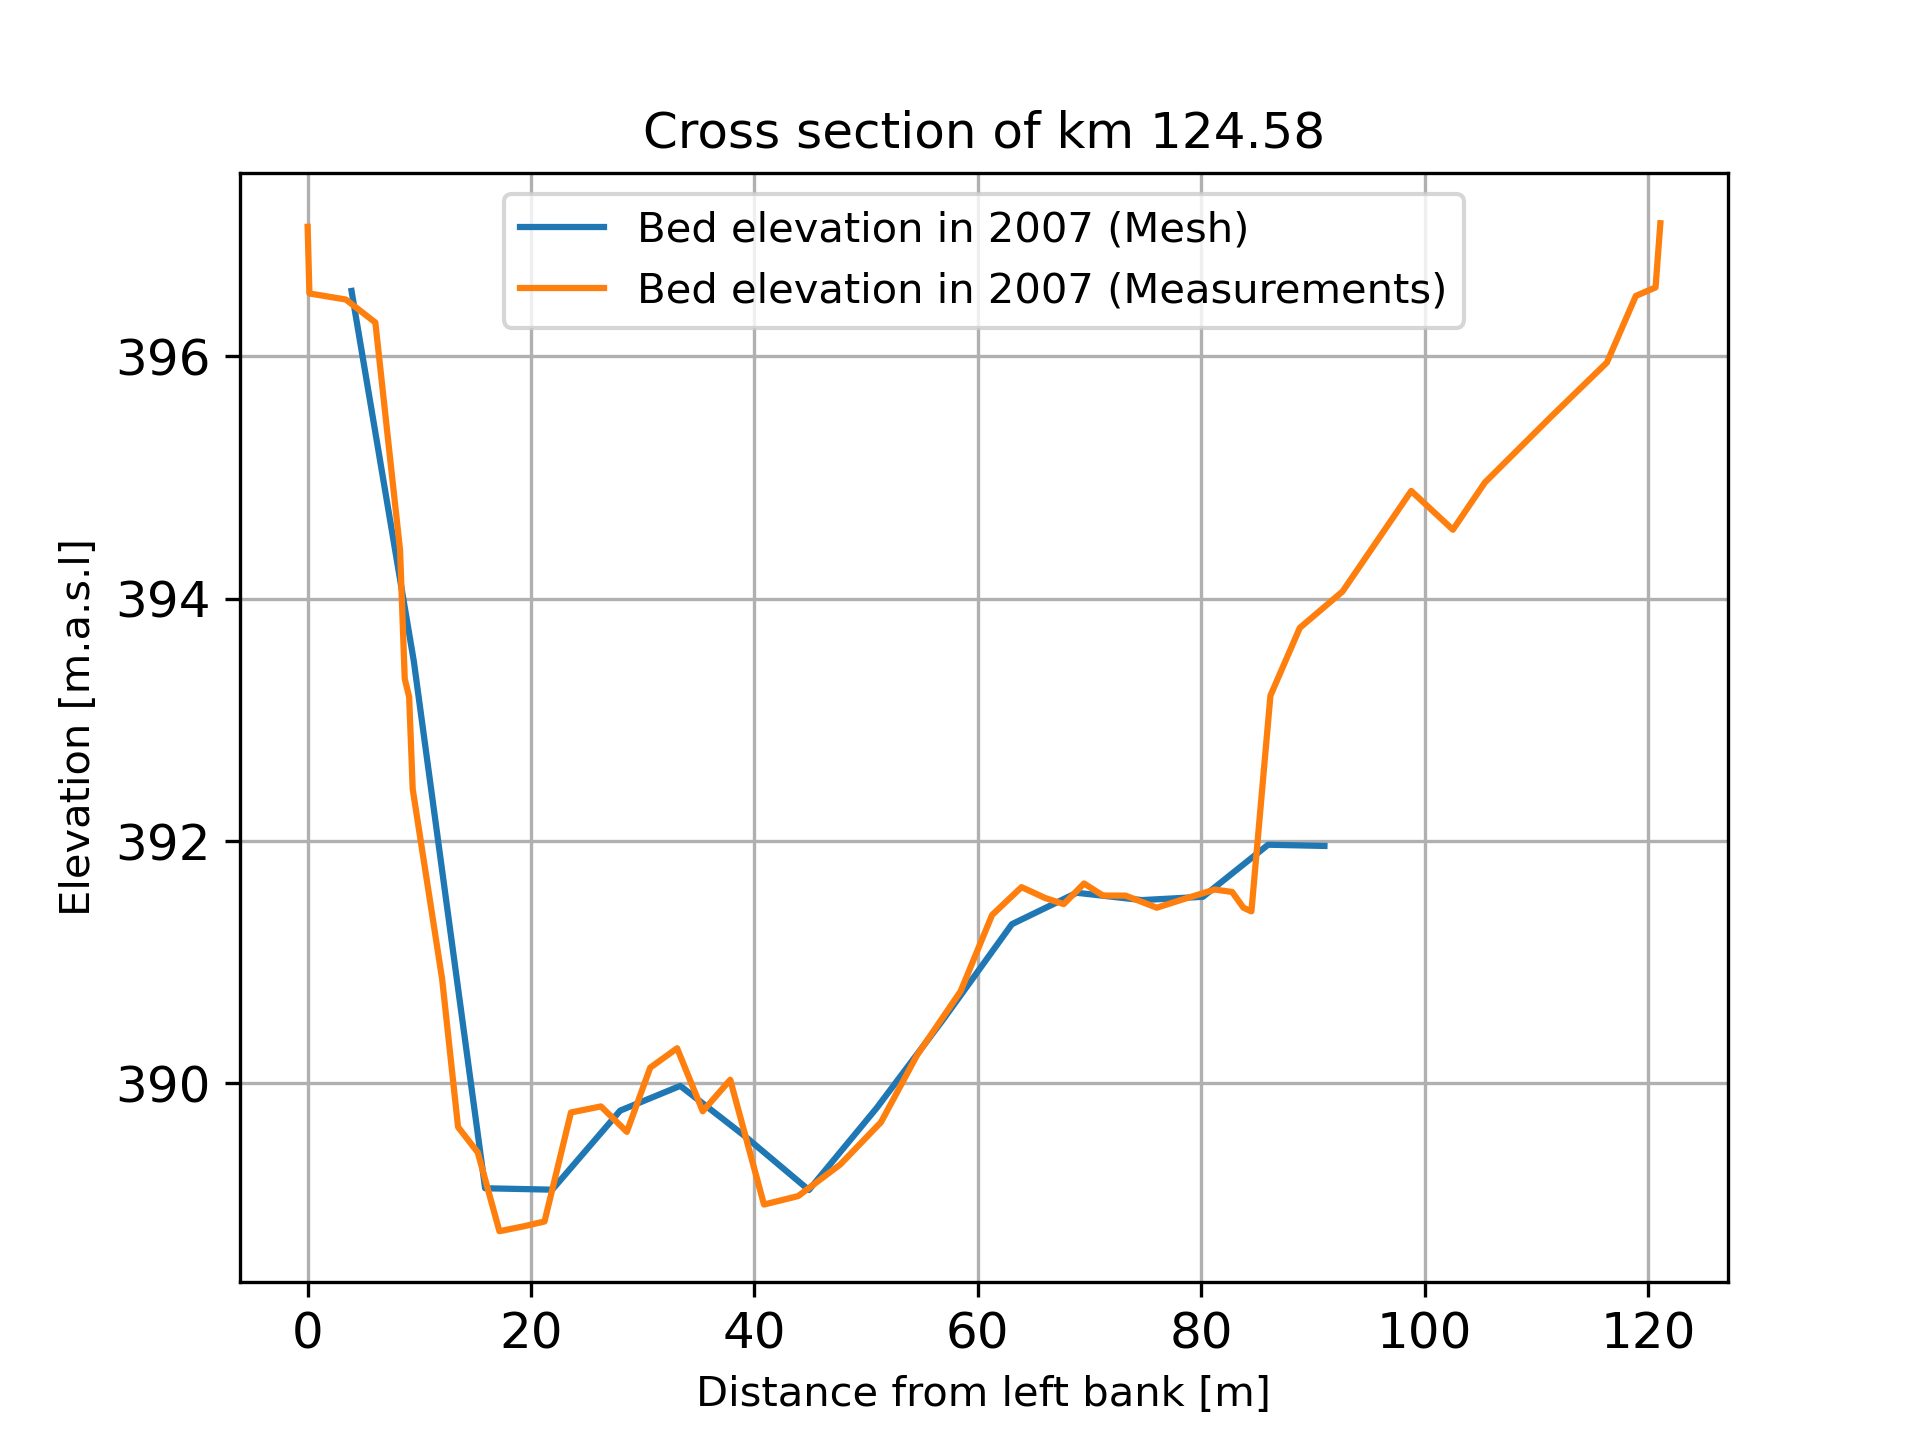 Cross section of km 124.58
Bed elevation in 2007 (Mesh)
Bed elevation in 2007 (Measurements)
Elevation [m.a.s.l]
396
394
392
390
0 20 40 60 80 100 120
Distance from left bank [m]